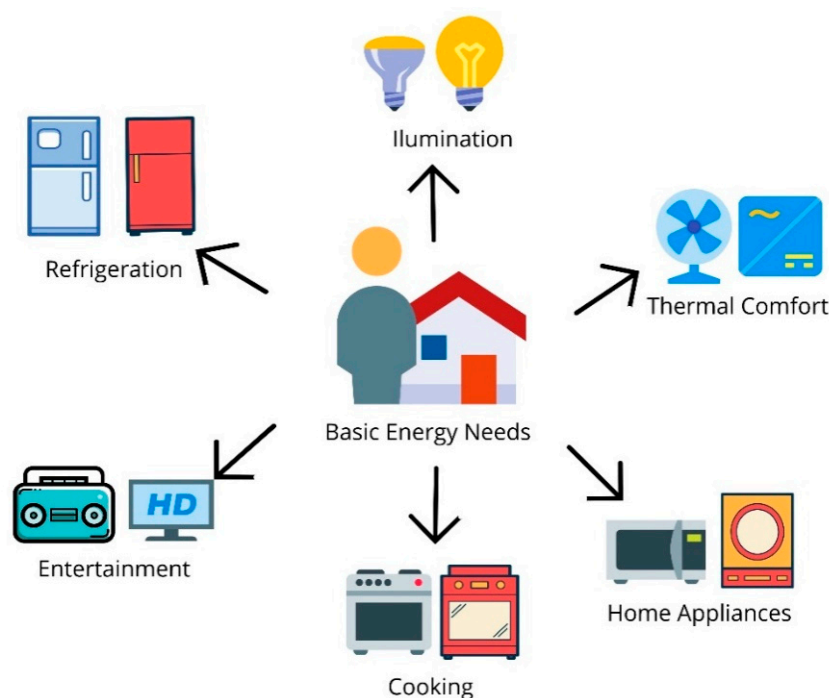 Ilumination
Refrigeration
Thermal Comfort
Basic Energy Needs
HD
Entertainment
Home Appliances
Cooking